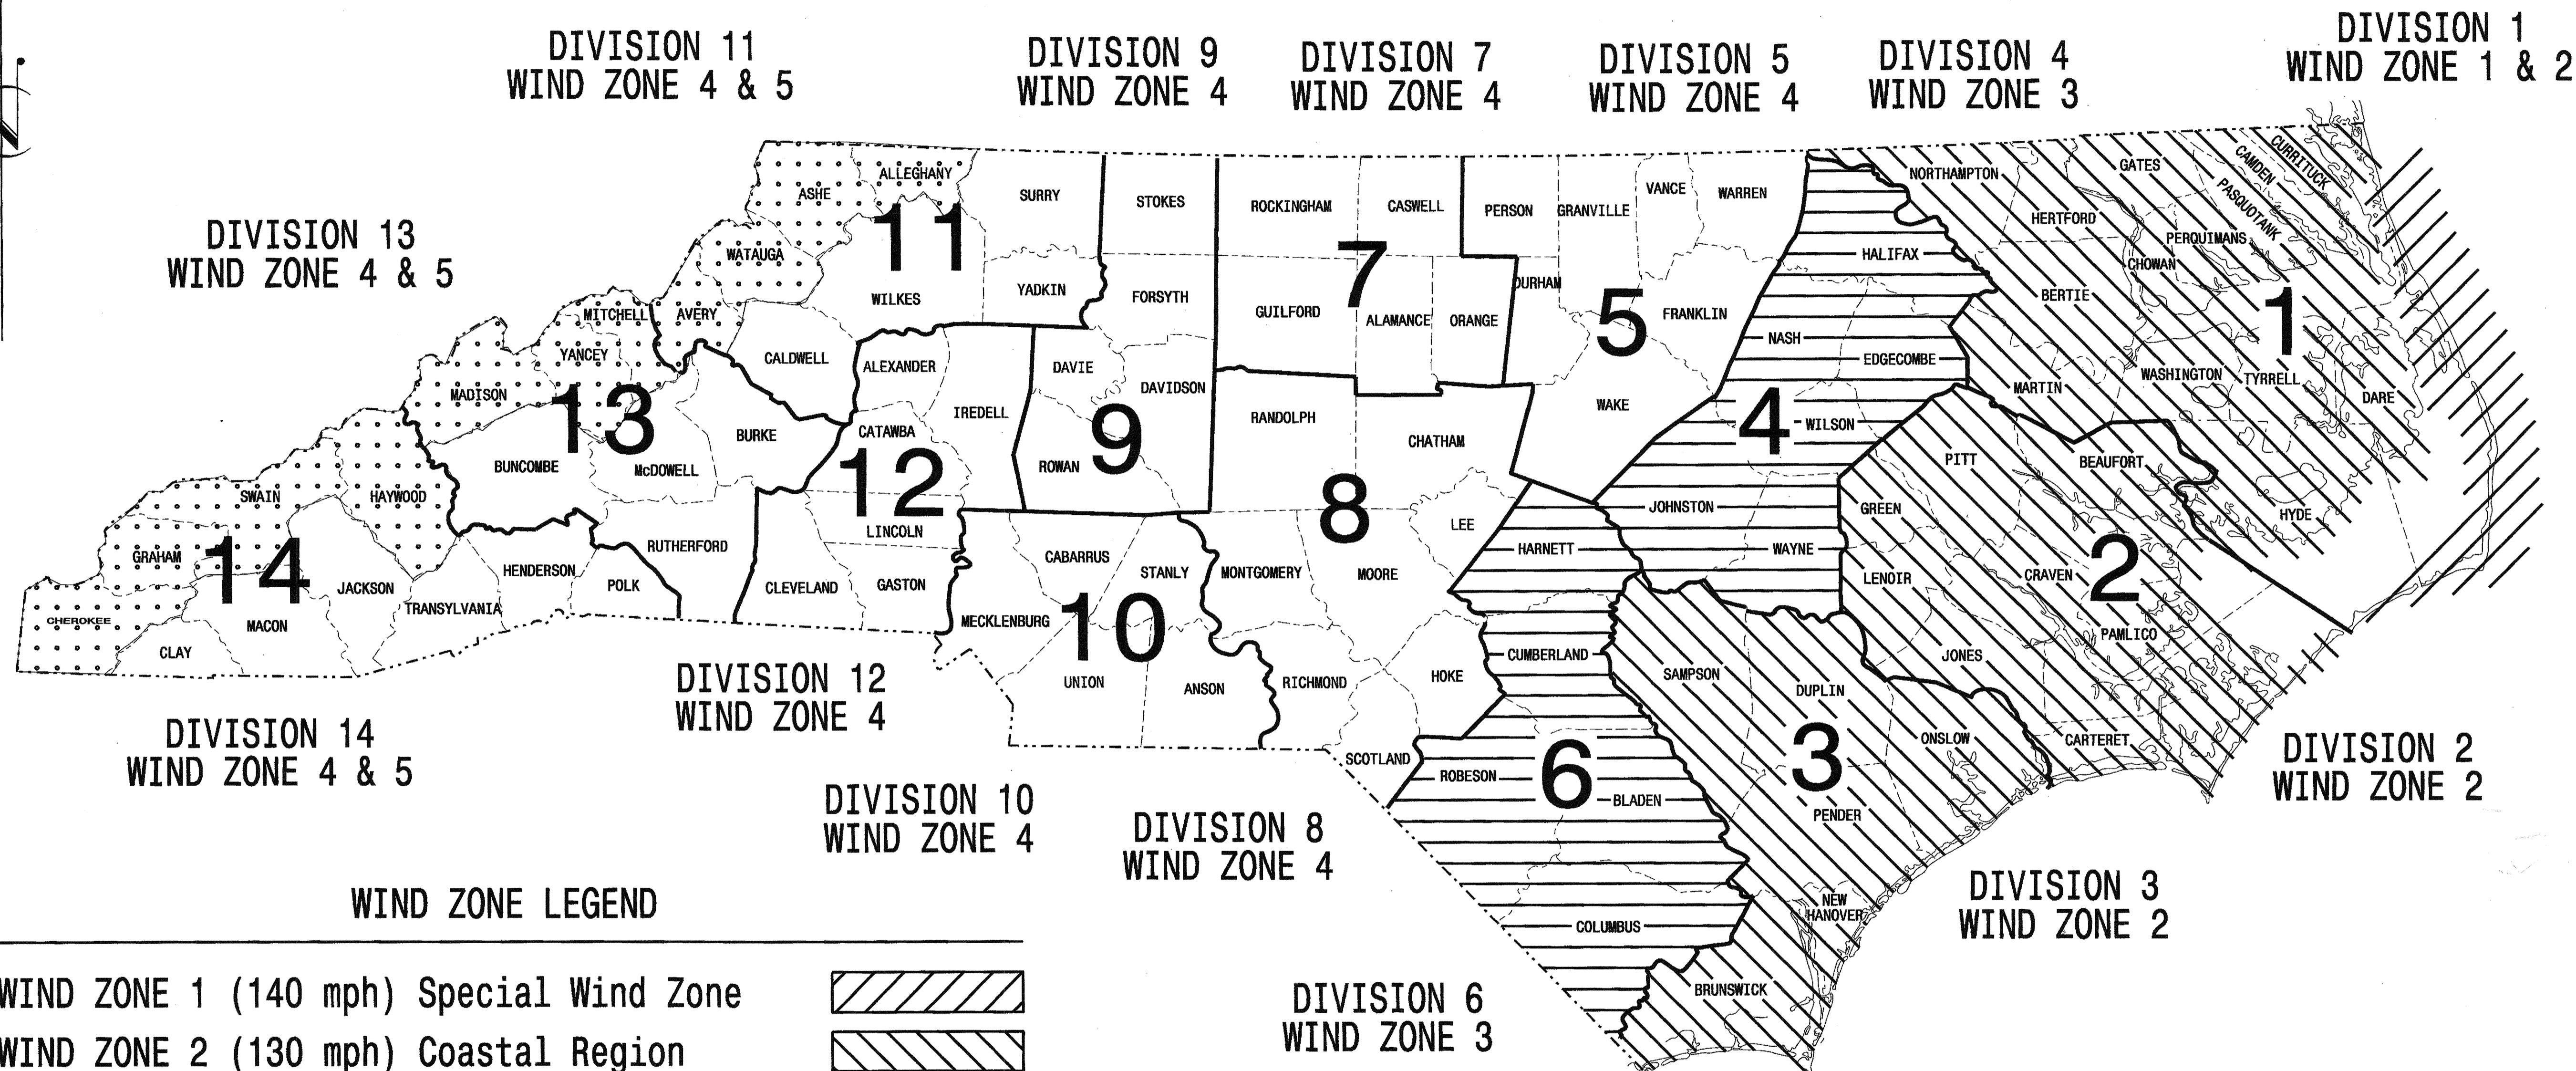 DIVISION 11
WIND ZONE 4 & 5
DIVISION 9
WIND ZONE 4
DIVISION 7
WIND ZONE 4
DIVISION 5
WIND ZONE 4
DIVISION 4
WIND ZONE 3
DIVISION 1
WIND ZONE 1 & 2
DIVISION 13
WIND ZONE 4 & 5
N
ASHE
ALLEGHANY
11
WATAUGA
WILKES
SURRY
YADKIN
AVERY
CALDWELL
STOKES
FORSYTH
DAVIE
DAVIDSON
9
ROWAN
ROCKINGHAM
CASWELL
7
GUILFORD
ALAMANCE
ORANGE
PERSON
GRANVILLE
VANCE
WARREN
DURHAM
5
FRANKLIN
WAKE
HALIFAX
NASH
EDGECOMBE
4
WILSON
JOHNSTON
WAYNE
NORTHAMPTON
GATES
CAMDEN
CURRITUCK
PASQUOTANK
HERTFORD
PERQUIMANS
CHOWAN
BERTIE
1
MARTIN
WASHINGTON
TYRRELL
DARE
HYDE
MITCHELL
YANCEY
MADISON
13
BUNCOMBE
McDOWELL
BURKE
ALEXANDER
IREDELL
CATAWBA
12
LINCOLN
CLEVELAND
GASTON
RANDOLPH
CHATHAM
8
LEE
MONTGOMERY
MOORE
RICHMOND
HOKE
SCOTLAND
PITT
BEAUFORT
GREEN
LENOIR
CRAVEN
2
PAMLICO
JONES
CARTERET
SWAIN
HAYWOOD
GRAHAM
14
JACKSON
CHEROKEE
MACON
CLAY
TRANSYLVANIA
HENDERSON
POLK
RUTHERFORD
CABARRUS
STANLY
MECKLENBURG
10
UNION
ANSON
HARNETT
CUMBERLAND
ROBESON
6
BLADEN
COLUMBUS
SAMPSON
DUPLIN
3
ONSLOW
PENDER
NEW
HANOVER
BRUNSWICK
DIVISION 14
WIND ZONE 4 & 5
DIVISION 12
WIND ZONE 4
DIVISION 10
WIND ZONE 4
DIVISION 8
WIND ZONE 4
DIVISION 6
WIND ZONE 3
DIVISION 3
WIND ZONE 2
DIVISION 2
WIND ZONE 2
WIND ZONE LEGEND
WIND ZONE 1 (140 mph) Special Wind Zone
WIND ZONE 2 (130 mph) Coastal Region